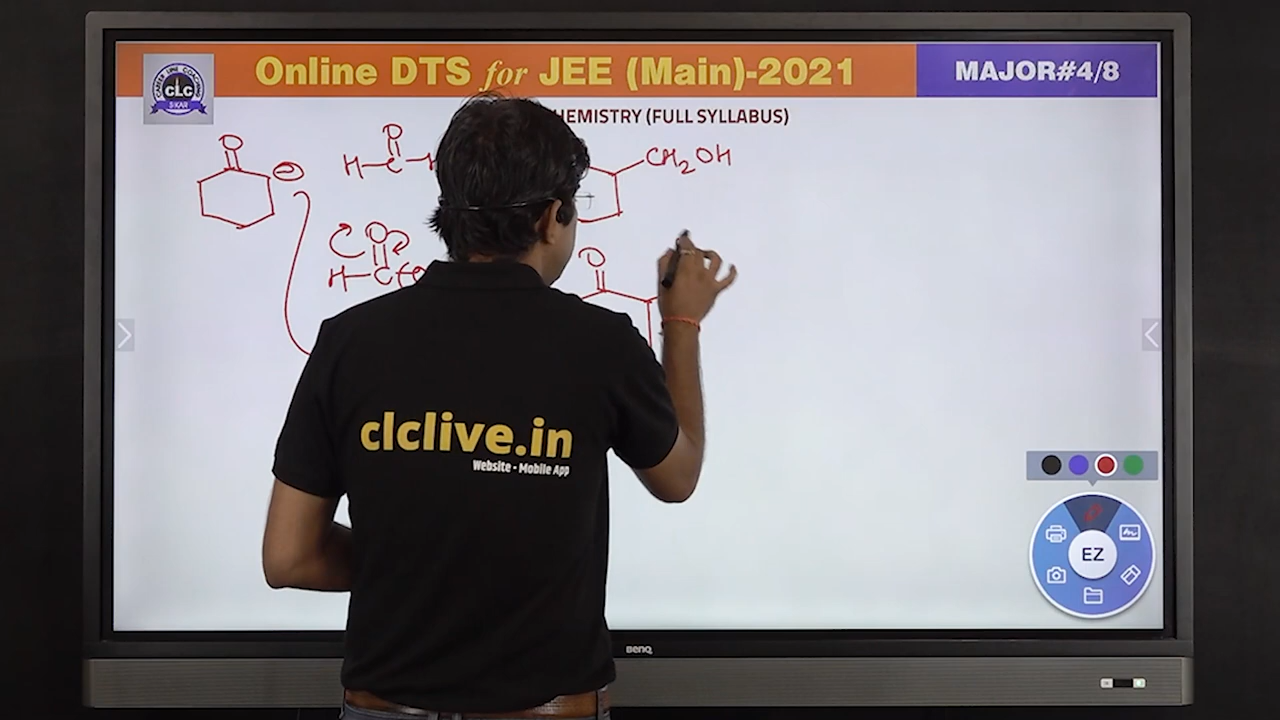 Online DTS for JEE (Main)-2021
MAJOR#4/8
CLC
SIKAR
HEMISTRY (FULL SYLLABUS)
O
O
CH2OH
H-C-H
O
H-C
O
clclive.in
Website - Mobile App
EZ
BenQ